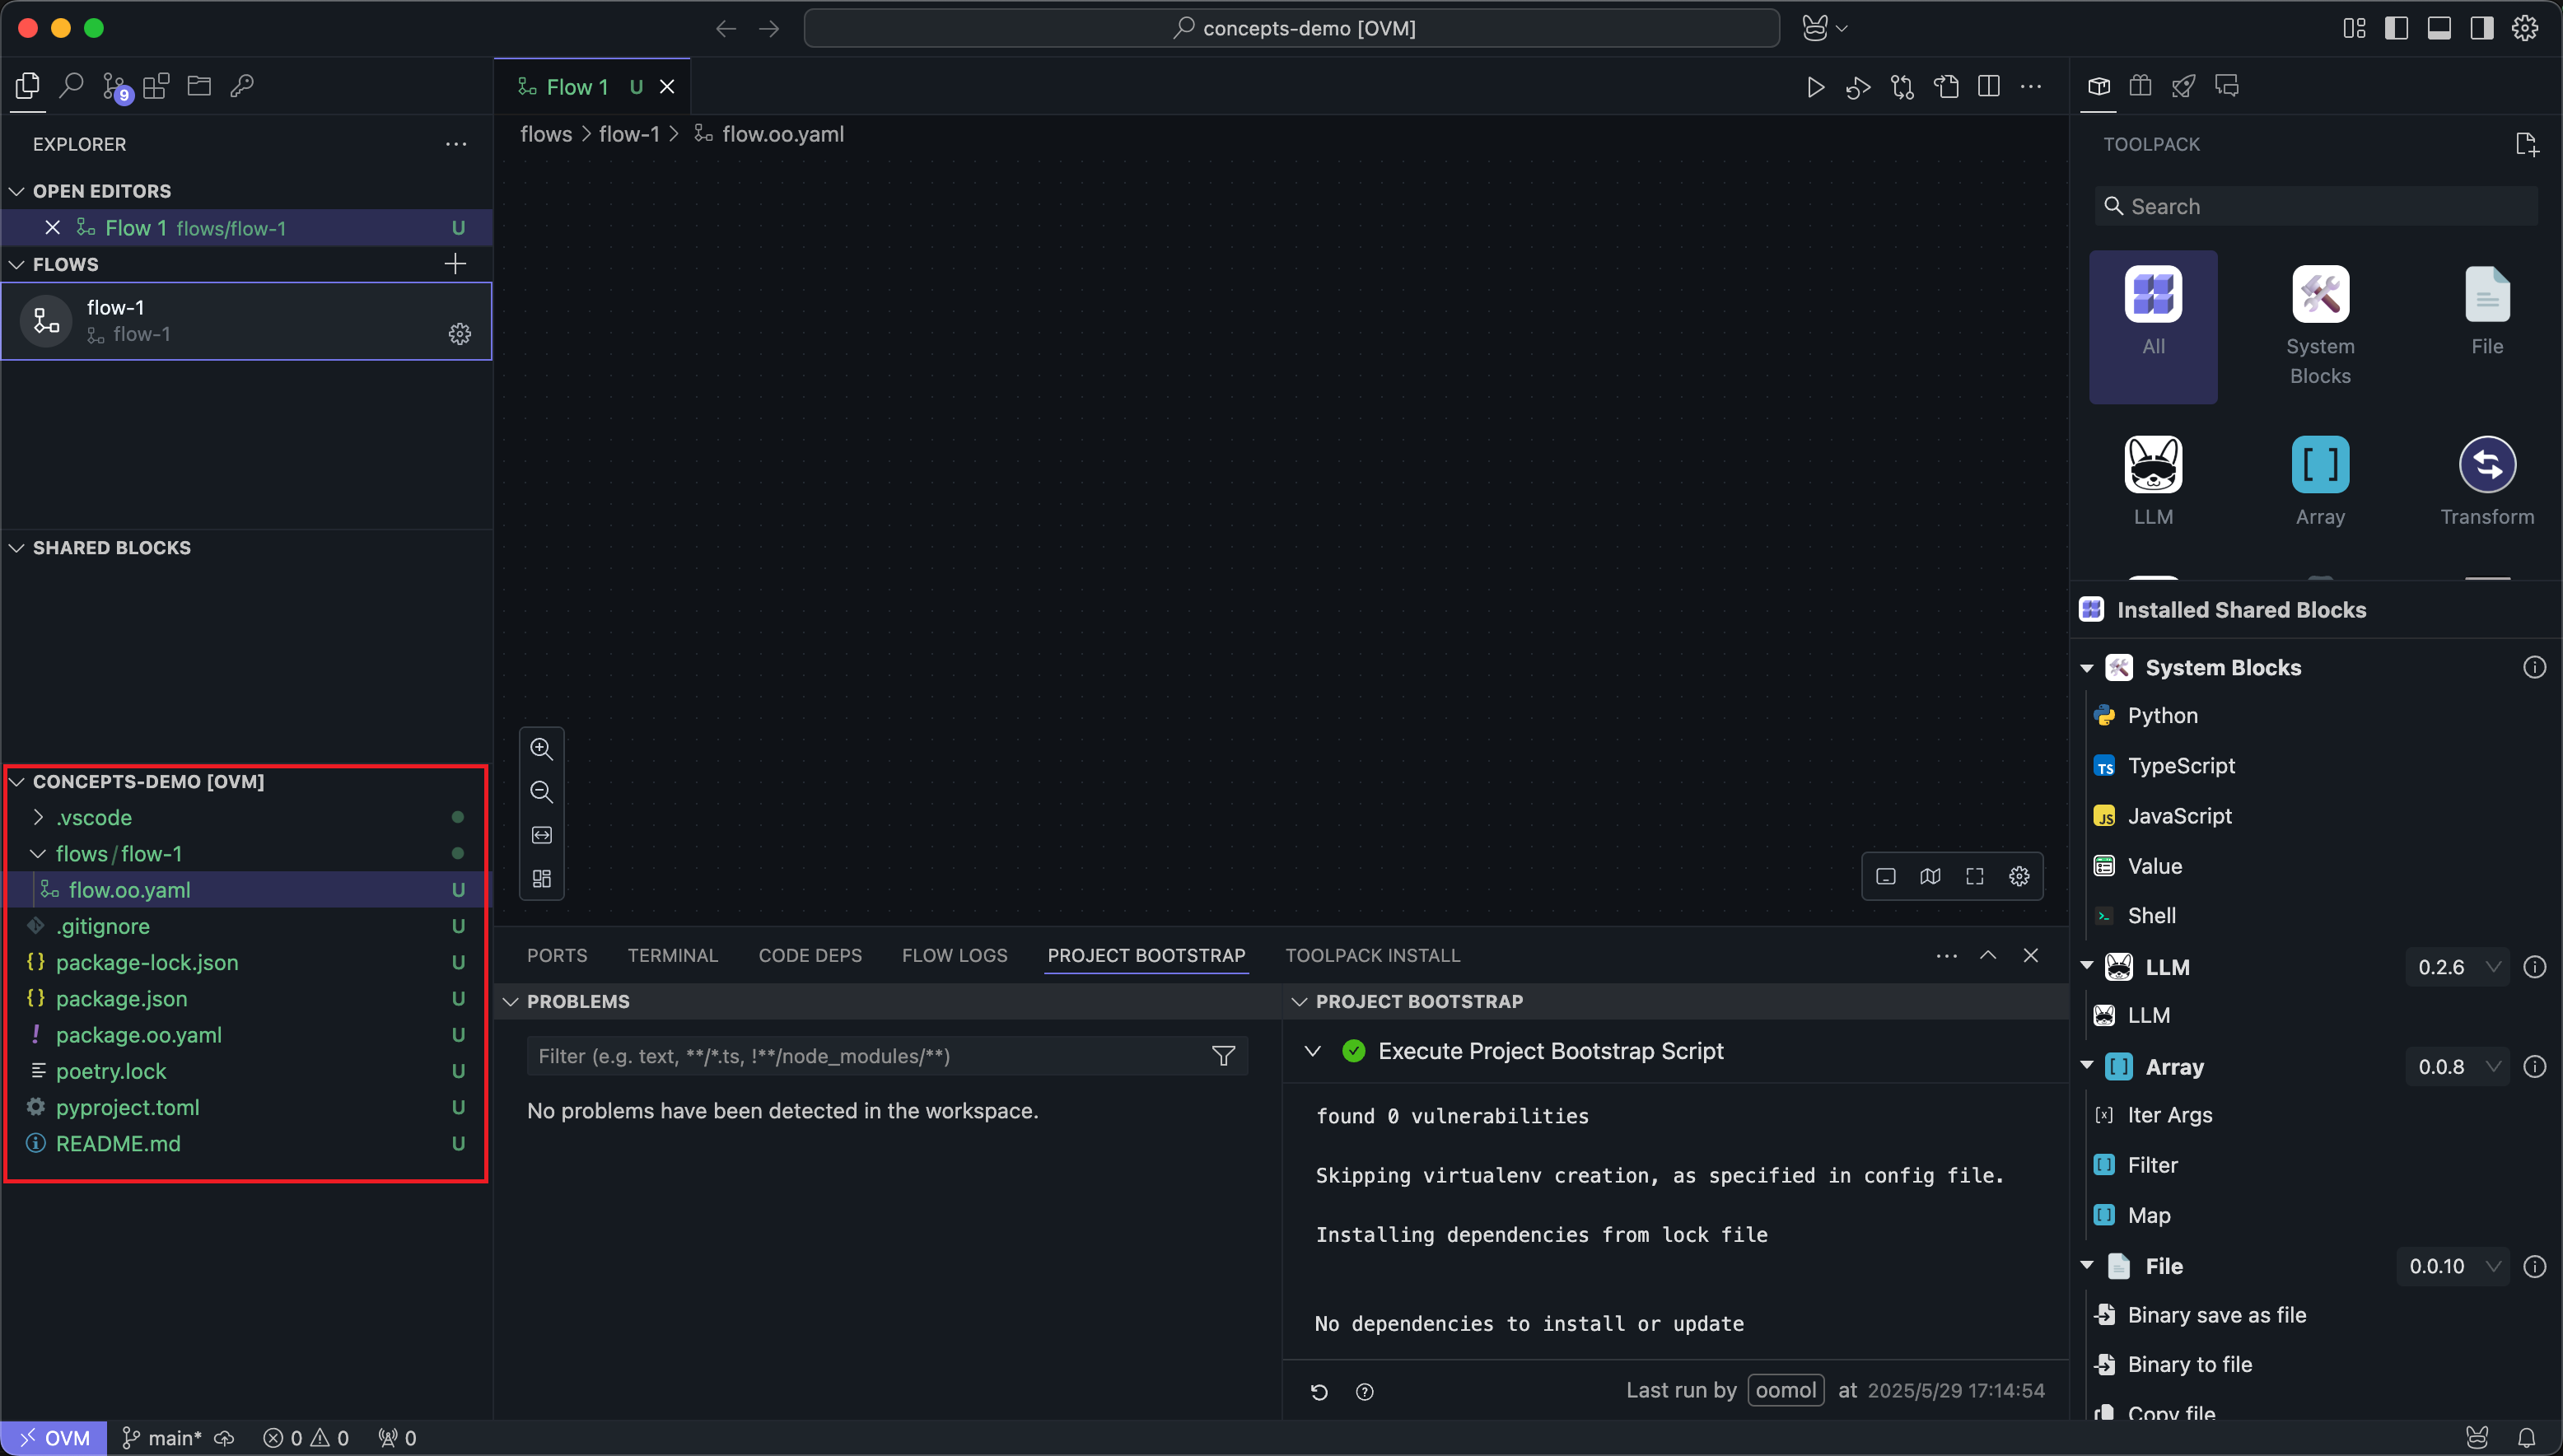 concepts-demo [OVM]
9
EXPLORER
OPEN EDITORS
Flow 1 flows/flow-1 U
FLOWS
flow-1
flow-1
SHARED BLOCKS
CONCEPTS-DEMO [OVM]
.vscode
flows/flow-1
flow.oo.yaml U
.gitignore U
package-lock.json U
package.json U
package.oo.yaml U
poetry.lock U
pyproject.toml U
README.md U
Flow 1 U
flows > flow-1 > flow.oo.yaml
PORTS TERMINAL CODE DEPS FLOW LOGS PROJECT BOOTSTRAP TOOLPACK INSTALL
PROBLEMS
Filter (e.g. text, **/*.ts, !**/node_modules/**)
No problems have been detected in the workspace.
PROJECT BOOTSTRAP
Execute Project Bootstrap Script
found 0 vulnerabilities
Skipping virtualenv creation, as specified in config file.
Installing dependencies from lock file
No dependencies to install or update
Last run by oomol at 2025/5/29 17:14:54
TOOLPACK
Search
All
System
Blocks
File
LLM
Array
Transform
Installed Shared Blocks
System Blocks
Python
TS TypeScript
JS JavaScript
Value
Shell
LLM 0.2.6
LLM
Array 0.0.8
Iter Args
Filter
Map
File 0.0.10
Binary save as file
Binary to file
Copy file
OVM main* 0 0 0